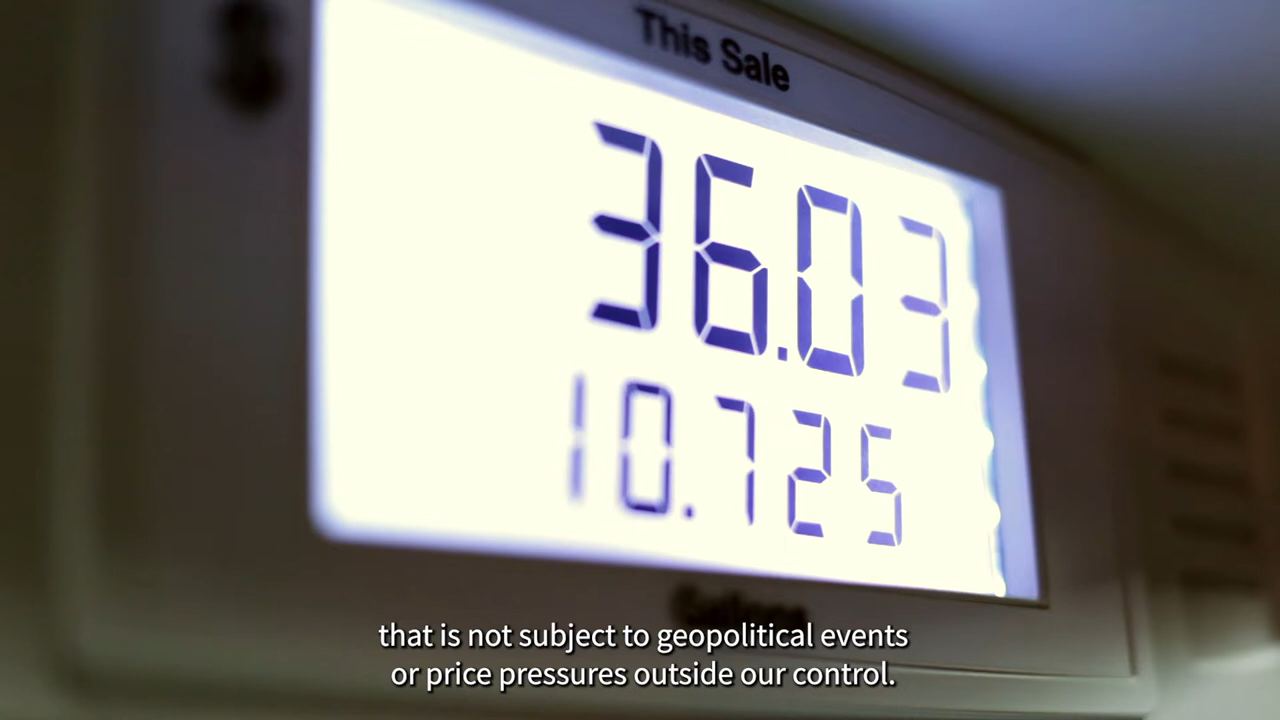 This Sale
36.03
10.725
Gallons
that is not subject to geopolitical events
or price pressures outside our control.